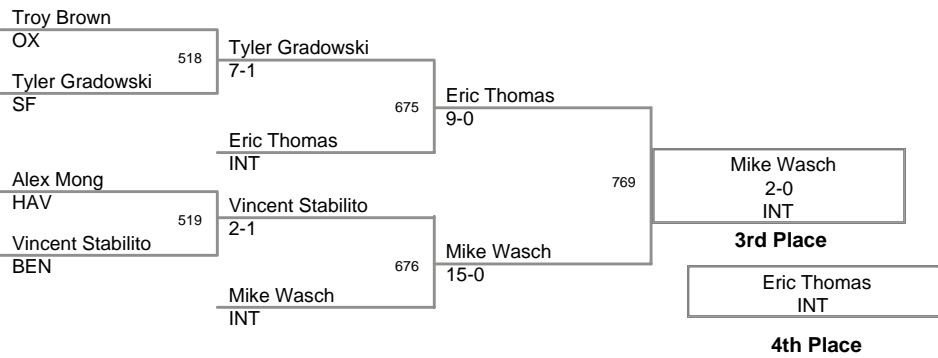 Troy Brown
OX
518
Tyler Gradowski
SF
Tyler Gradowski
7-1
675
Eric Thomas
INT
Eric Thomas
9-0
Alex Mong
HAV
519
Vincent Stabilito
BEN
Vincent Stabilito
2-1
676
Mike Wasch
INT
Mike Wasch
15-0
769
Mike Wasch
2-0
INT
3rd Place
Eric Thomas
INT
4th Place